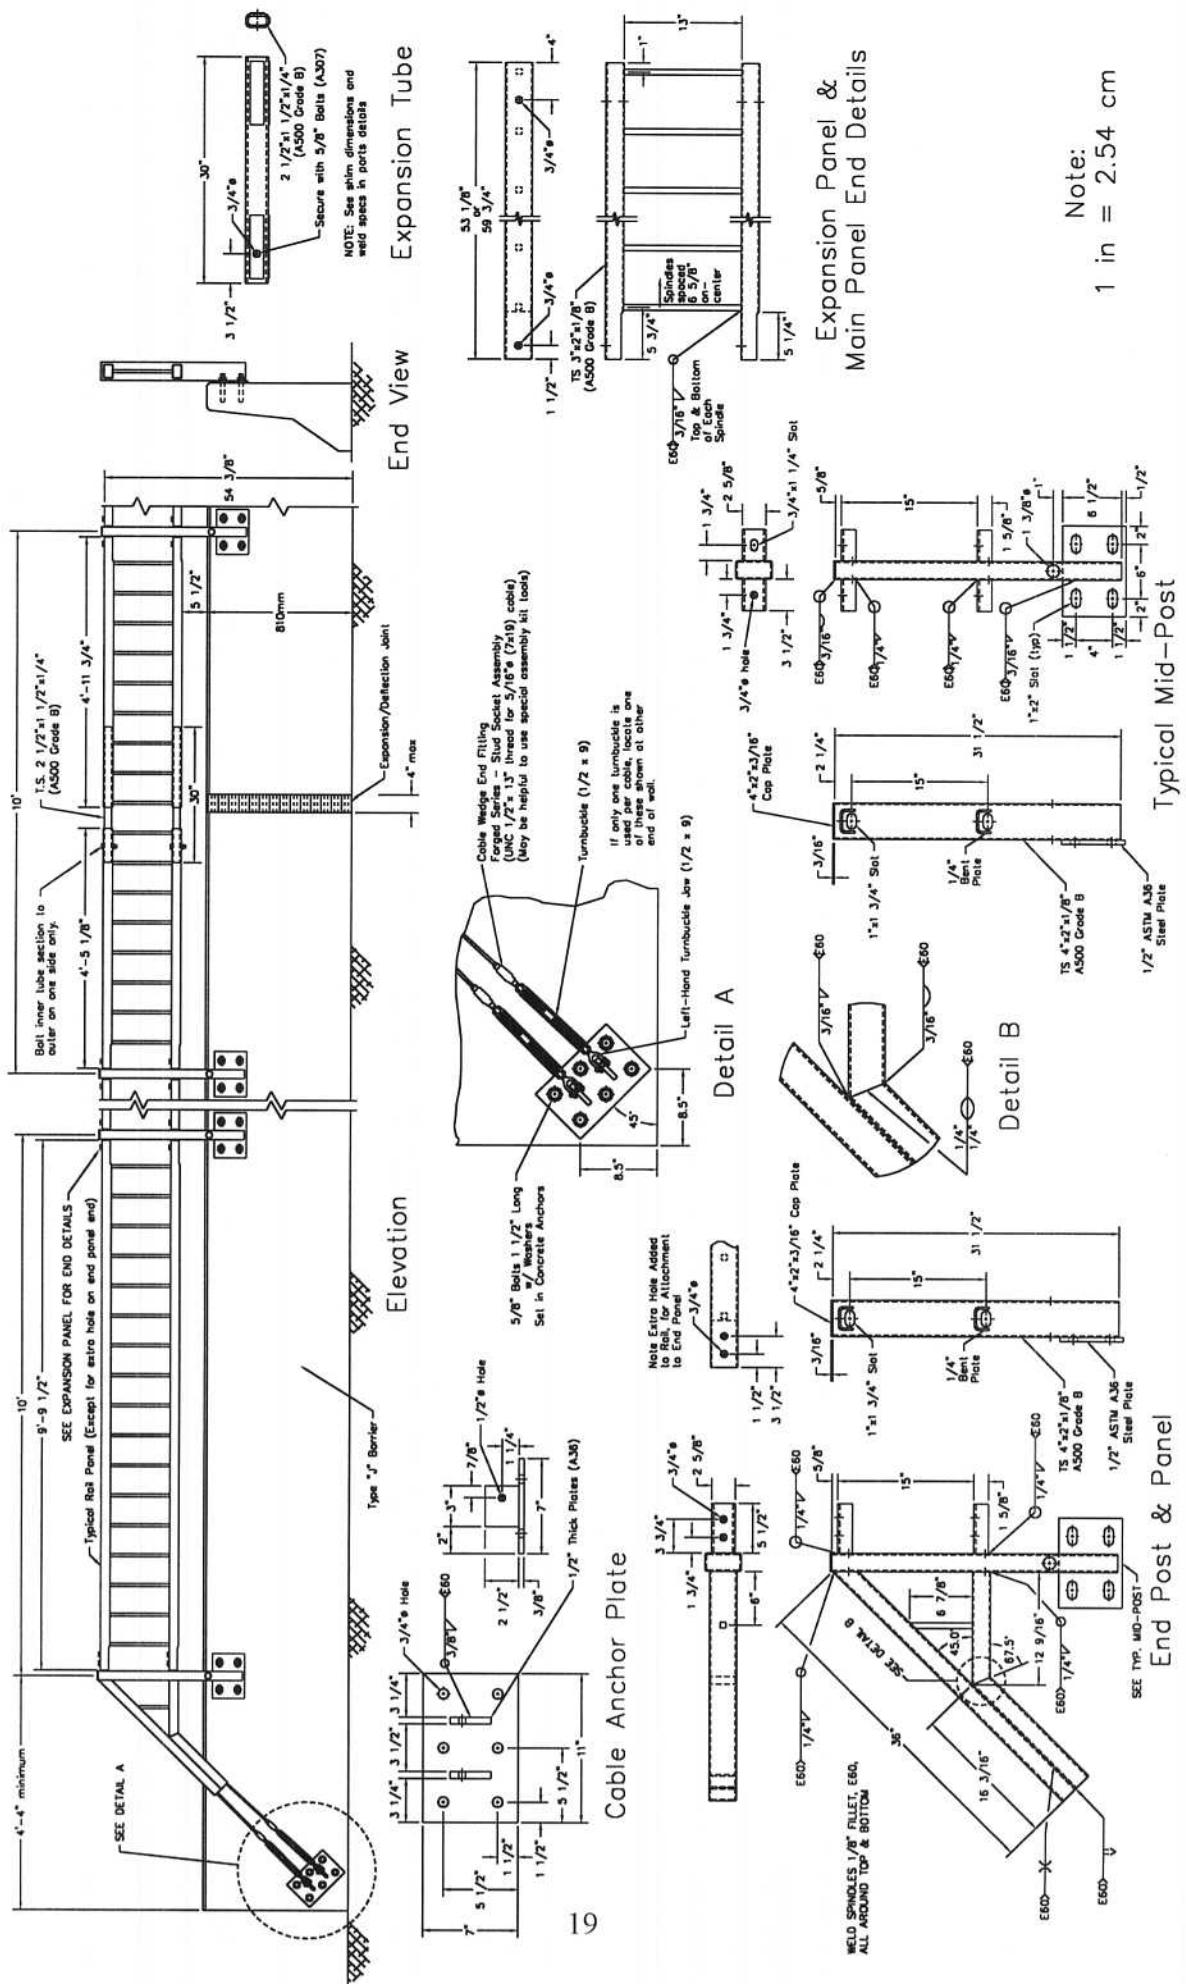 4'-4" minimum
10'
9'-9 1/2"
SEE EXPANSION PANEL FOR END DETAILS
Typical Rail Panel (Except for extra hole on end panel end)
SEE DETAIL A
Type "J" Barrier
Elevation
10'
Bolt inner tube section to
outer on one side only.
T.S. 2 1/2"x1 1/2"x1/4"
(A500 Grade B)
4'-5 1/8"
4'-11 3/4"
30"
5 1/2"
810mm
54 3/8"
Expansion/Deflection Joint
4" max
End View
30"
3 1/2"
3/4"ø
2 1/2"x1 1/2"x1/4"
(A500 Grade B)
Secure with 5/8" Bolts (A307)
NOTE: See shim dimensions and
weld specs in parts details
Expansion Tube
3/4"ø Hole
3/8"
E60
3 1/4"
3 1/2"
3 1/4"
7"
5 1/2"
1 1/2"
1 1/2"
5 1/2"
11"
2"
3"
7/8"
1/2"ø Hole
1 1/4"
2 1/2"
3/8"
7"
1/2" Thick Plates (A36)
Cable Anchor Plate
5/8" Bolts 1 1/2" Long
w/ Washers
Set in Concrete Anchors
8.5"
8.5"
45°
Cable Wedge End Fitting
Forged Series - Stud Socket Assembly
(UNC 1/2" x 13" thread for 5/16"ø (7x19) cable)
(May be helpful to use special assembly kit tools)
Turnbuckle (1/2 x 9)
If only one turnbuckle is
used per cable, locate one
of these shown at other
end of wall.
Left-Hand Turnbuckle Jaw (1/2 x 9)
Detail A
53 1/8"
or
59 3/4"
1 1/2"
3/4"ø
3/4"ø
4"
TS 3"x2"x1/8"
(A500 Grade B)
1"
13"
Spindles
spaced
6 5/8"
on-
center
5 3/4"
5 1/4"
E60
3/16"
Top & Bottom
of Each
Spindle
Expansion Panel &
Main Panel End Details
Note:
1 in = 2.54 cm
WELD SPINDLES 1/8" FILLET, E60,
ALL AROUND TOP & BOTTOM
1 3/4"
3 3/4"
3/4"ø
2 5/8"
5 1/2"
6"
Note Extra Hole Added
to Rail, for Attachment
to End Panel
3/4"ø
1 1/2"
3 1/2"
E60
1/4"
E60
1/4"
5/8"
15"
1 5/8"
1/4"
E60
36"
SEE DETAIL B
45.0°
6 7/8"
67.5°
12 9/16"
16 3/16"
E60
1/4"
E60
E60
SEE TYP. MID-POST
End Post & Panel
4"x2"x3/16" Cap Plate
3/16"
2 1/4"
1"x1 3/4" Slot
15"
1/4"
Bent
Plate
31 1/2"
TS 4"x2"x1/8"
A500 Grade B
1/2" ASTM A36
Steel Plate
3/16"
E60
3/16"
E60
1/4"
1/4"
E60
Detail B
4"x2"x3/16"
Cap Plate
3/16"
2 1/4"
1"x1 3/4" Slot
15"
1/4"
Bent
Plate
31 1/2"
TS 4"x2"x1/8"
A500 Grade B
1/2" ASTM A36
Steel Plate
3/4"ø hole
1 3/4"
3 1/2"
1 3/4"
2 5/8"
3/4"x1 1/4" Slot
E60
3/16"
E60
1/4"
E60
1/4"
E60
3/16"
5/8"
15"
1 5/8"
1 3/8"ø
1"
6 1/2"
1/2"
1"x2" Slot (typ)
1 1/2"
4"
1 1/2"
2"
6"
2"
Typical Mid-Post
19